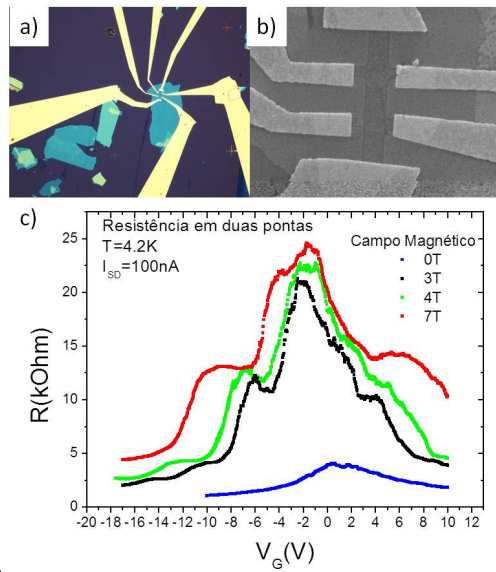 a)
b)
c)
Resistência em duas pontas
T=4.2K
I_SD=100nA
Campo Magnético
0T
3T
4T
7T
R(kOhm)
25
20
15
10
5
0
-20 -18 -16 -14 -12 -10 -8 -6 -4 -2 0 2 4 6 8 10 12
V_G(V)